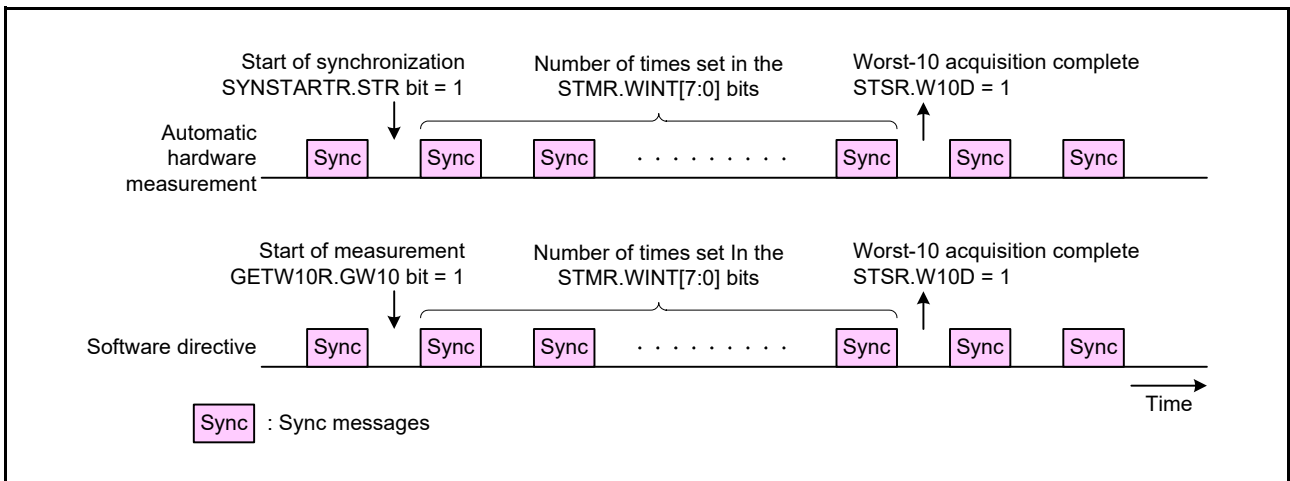 Start of synchronization
SYNSTARTR.STR bit = 1
Number of times set in the
STMR.WINT[7:0] bits
Worst-10 acquisition complete
STSR.W10D = 1
Automatic
hardware
measurement
Sync Sync Sync · · · · · · · · · Sync Sync Sync
Start of measurement
GETW10R.GW10 bit = 1
Number of times set In the
STMR.WINT[7:0] bits
Worst-10 acquisition complete
STSR.W10D = 1
Software directive
Sync Sync Sync · · · · · · · · · Sync Sync Sync
Time
Sync : Sync messages